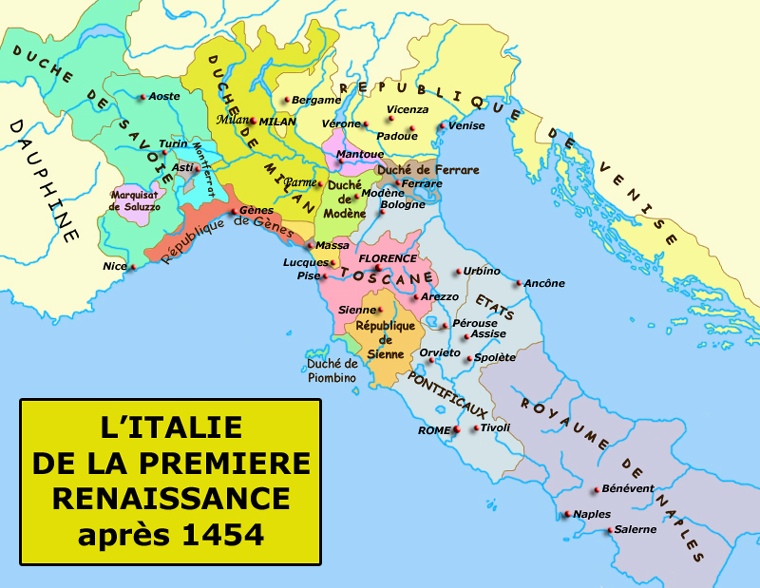 DUCHE DE SAVOIE
DUCHE DE MILAN
REPUBLIQUE DE VENISE
DAUPHINE
Aoste
Bergame
Milan
MILAN
Vicenza
Vérone
Padoue
Venise
Turin
Montferrat
Asti
Mantoue
Marquisat
de Saluzzo
Parme
Duché
de
Modène
Modène
Duché de Ferrare
Ferrare
Bologne
Gênes
République de Gênes
Nice
Massa
Lucques
Pise
FLORENCE
TOSCANE
Urbino
Ancône
Arezzo
ETATS
PONTIFICAUX
Sienne
République
de
Sienne
Pérouse
Assise
Orvieto
Spolète
Duché de
Piombino
ROME
Tivoli
ROYAUME DE NAPLES
Bénévent
Naples
Salerne
L’ITALIE
DE LA PREMIERE
RENAISSANCE
après 1454